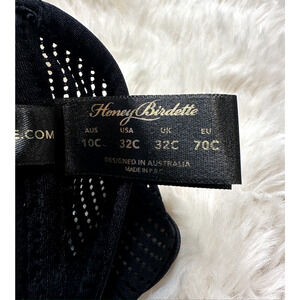 Honey Birdette
AUS USA UK EU
10C 32C 32C 70C
DESIGNED IN AUSTRALIA
MADE IN P.R.C
E.COM